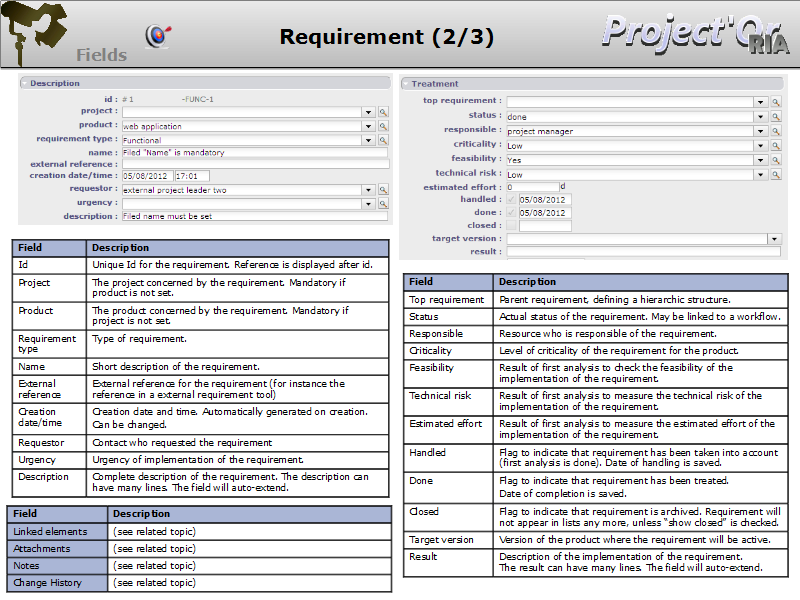 Fields
Requirement (2/3)
Project'Or
RIA
Description
id : # 1 -FUNC-1
project :
product : web application
requirement type : Functional
name : Filed "Name" is mandatory
external reference :
creation date/time : 05/08/2012 17:01
requestor : external project leader two
urgency :
description : Filed name must be set
Field Description
Id Unique Id for the requirement. Reference is displayed after id.
Project The project concerned by the requirement. Mandatory if
product is not set.
Product The product concerned by the requirement. Mandatory if
project is not set.
Requirement Type of requirement.
type
Name Short description of the requirement.
External External reference for the requirement (for instance the
reference reference in a external requirement tool)
Creation Creation date and time. Automatically generated on creation.
date/time Can be changed.
Requestor Contact who requested the requirement
Urgency Urgency of implementation of the requirement.
Description Complete description of the requirement. The description can
have many lines. The field will auto-extend.
Field Description
Linked elements (see related topic)
Attachments (see related topic)
Notes (see related topic)
Change History (see related topic)
Treatment
top requirement :
status : done
responsible : project manager
criticality : Low
feasibility : Yes
technical risk : Low
estimated effort : 0 d
handled : 05/08/2012
done : 05/08/2012
closed :
target version :
result :
Field Description
Top requirement Parent requirement, defining a hierarchic structure.
Status Actual status of the requirement. May be linked to a workflow.
Responsible Resource who is responsible of the requirement.
Criticality Level of criticality of the requirement for the product.
Feasibility Result of first analysis to check the feasibility of the
implementation of the requirement.
Technical risk Result of first analysis to measure the technical risk of the
implementation of the requirement.
Estimated effort Result of first analysis to measure the estimated effort of the
implementation of the requirement.
Handled Flag to indicate that requirement has been taken into account
(first analysis is done). Date of handling is saved.
Done Flag to indicate that requirement has been treated.
Date of completion is saved.
Closed Flag to indicate that requirement is archived. Requirement will
not appear in lists any more, unless "show closed" is checked.
Target version Version of the product where the requirement will be active.
Result Description of the implementation of the requirement.
The result can have many lines. The field will auto-extend.